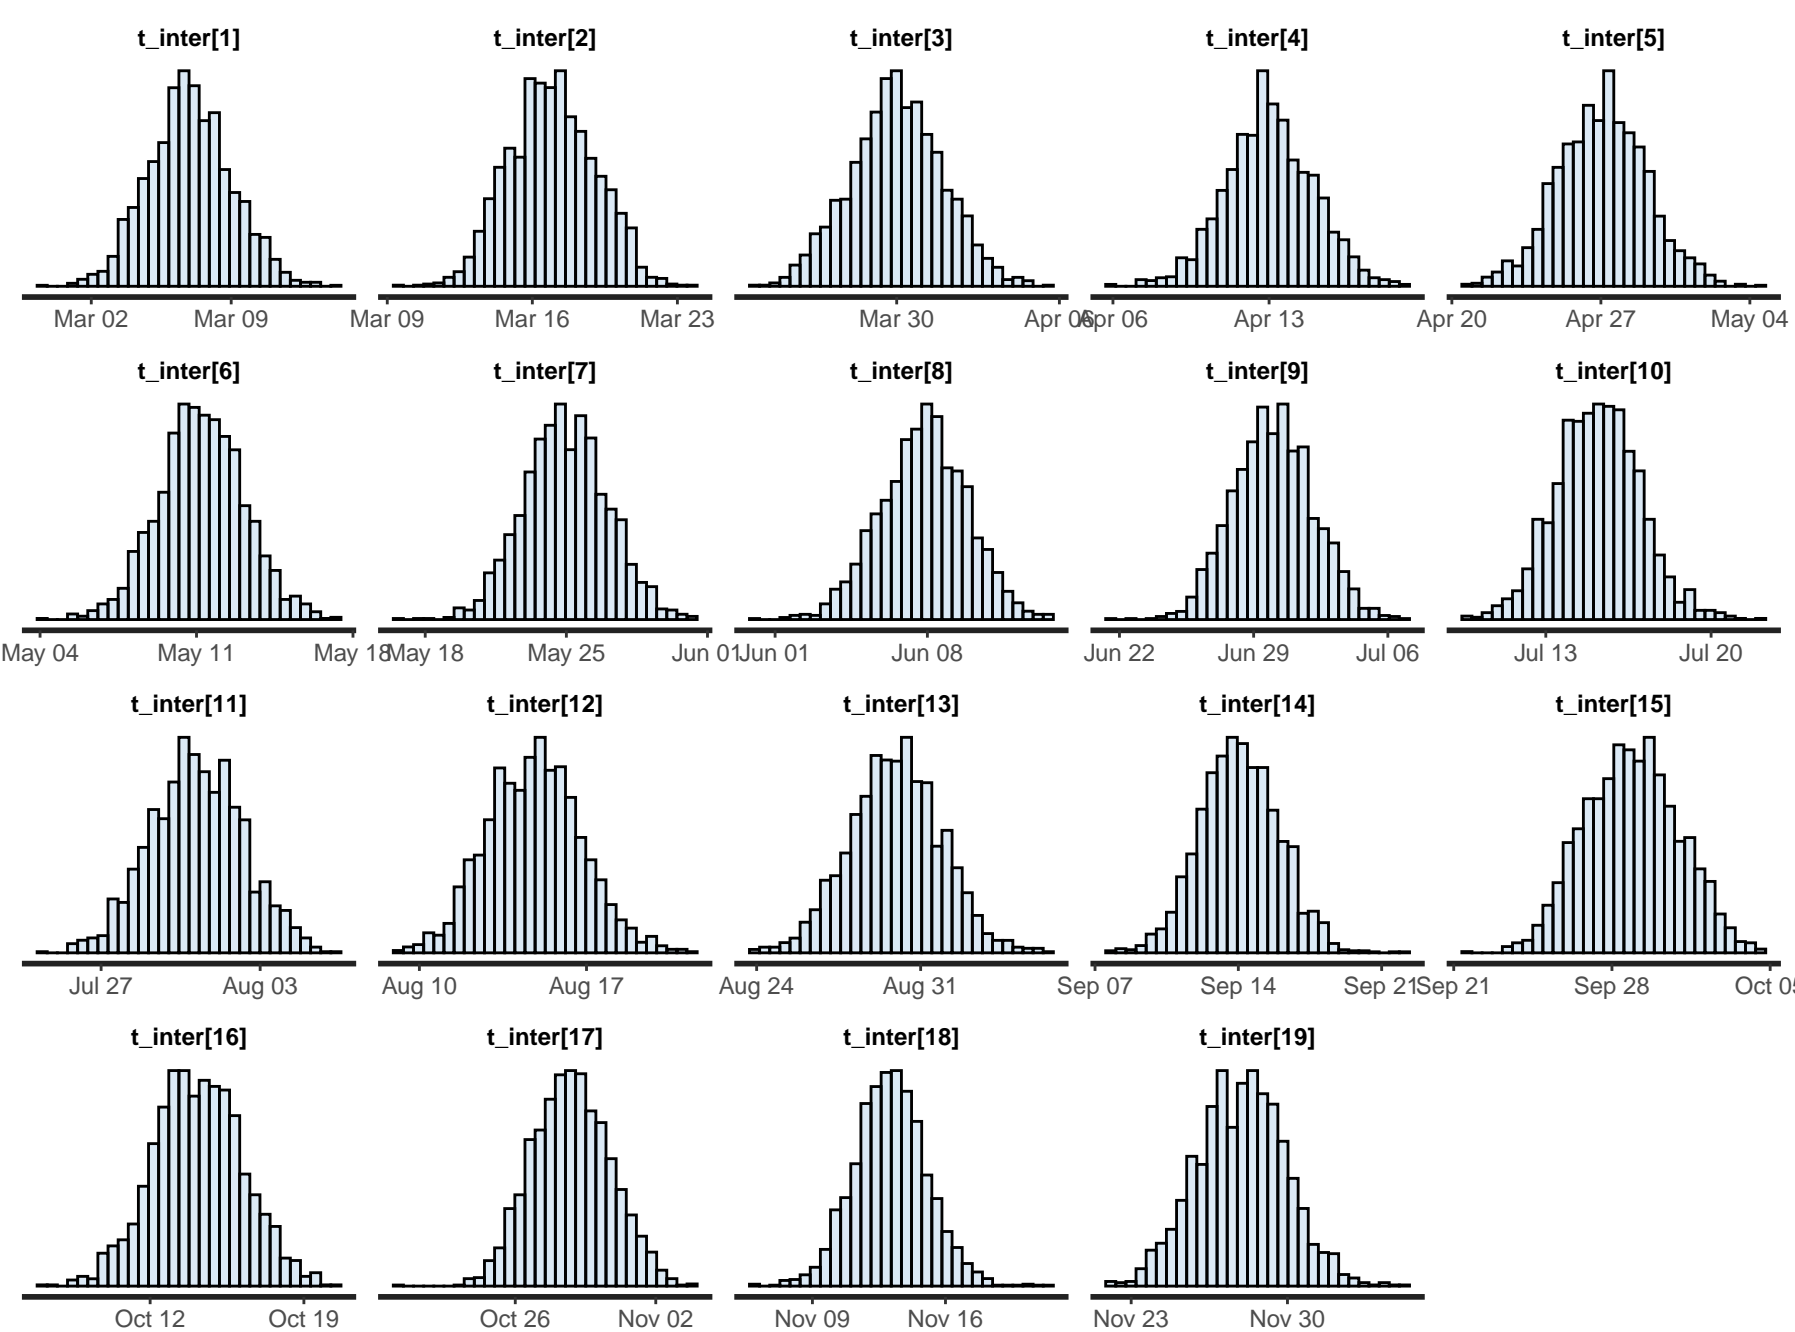 t_inter[1] t_inter[2] t_inter[3] t_inter[4] t_inter[5]
Mar 02 Mar 09 Mar 09 Mar 16 Mar 23 Mar 30 Apr 06 Apr 06 Apr 13 Apr 20 Apr 27 May 04
t_inter[6] t_inter[7] t_inter[8] t_inter[9] t_inter[10]
May 04 May 11 May 18 May 18 May 25 Jun 01 Jun 01 Jun 08 Jun 22 Jun 29 Jul 06 Jul 13 Jul 20
t_inter[11] t_inter[12] t_inter[13] t_inter[14] t_inter[15]
Jul 27 Aug 03 Aug 10 Aug 17 Aug 24 Aug 31 Sep 07 Sep 14 Sep 21 Sep 21 Sep 28 Oct 05
t_inter[16] t_inter[17] t_inter[18] t_inter[19]
Oct 12 Oct 19 Oct 26 Nov 02 Nov 09 Nov 16 Nov 23 Nov 30